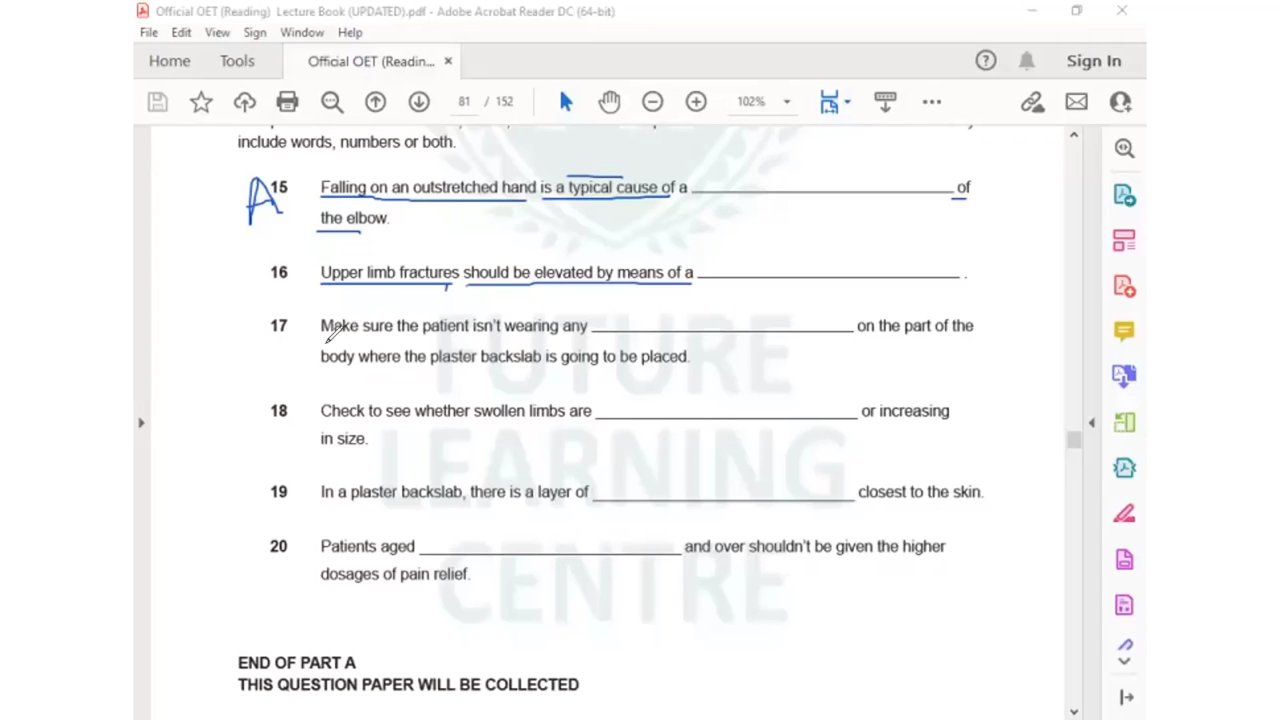 Official OET (Reading) Lecture Book (UPDATED).pdf - Adobe Acrobat Reader DC (64-bit)
File Edit View Sign Window Help
Home Tools Official OET (Readin... × Sign In
81 / 152 102%
include words, numbers or both.
A 15 Falling on an outstretched hand is a typical cause of a ______ of
the elbow.
16 Upper limb fractures should be elevated by means of a ______ .
17 Make sure the patient isn't wearing any ______ on the part of the
body where the plaster backslab is going to be placed.
18 Check to see whether swollen limbs are ______ or increasing
in size.
19 In a plaster backslab, there is a layer of ______ closest to the skin.
20 Patients aged ______ and over shouldn't be given the higher
dosages of pain relief.
FUTURE
LEARNING
CENTRE
END OF PART A
THIS QUESTION PAPER WILL BE COLLECTED